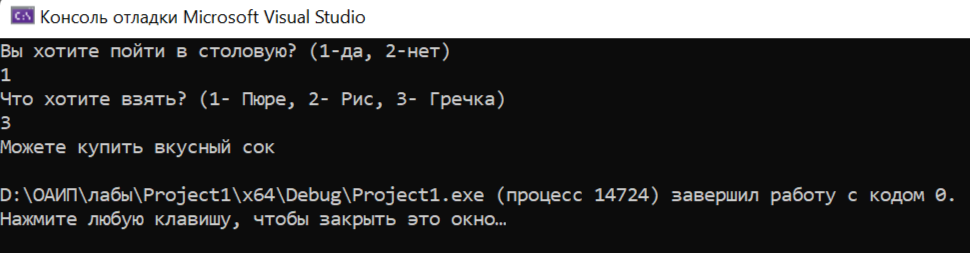 Консоль отладки Microsoft Visual Studio
Вы хотите пойти в столовую? (1-да, 2-нет)
1
Что хотите взять? (1- Пюре, 2- Рис, 3- Гречка)
3
Можете купить вкусный сок
D:\ОАИП\лабы\Project1\x64\Debug\Project1.exe (процесс 14724) завершил работу с кодом 0.
Нажмите любую клавишу, чтобы закрыть это окно…